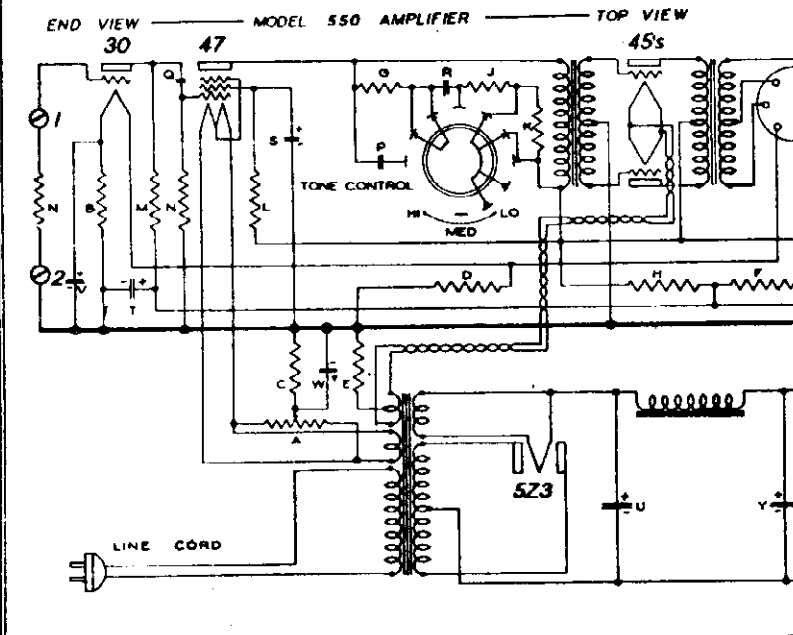 END VIEW — MODEL 550 AMPLIFIER — TOP VIEW
30 47 45's
Q G R J
1
S K
P
TONE CONTROL
N B M N L
HI — LO
MED
2
V T D H F
C W E
A
5Z3
U Y
LINE CORD